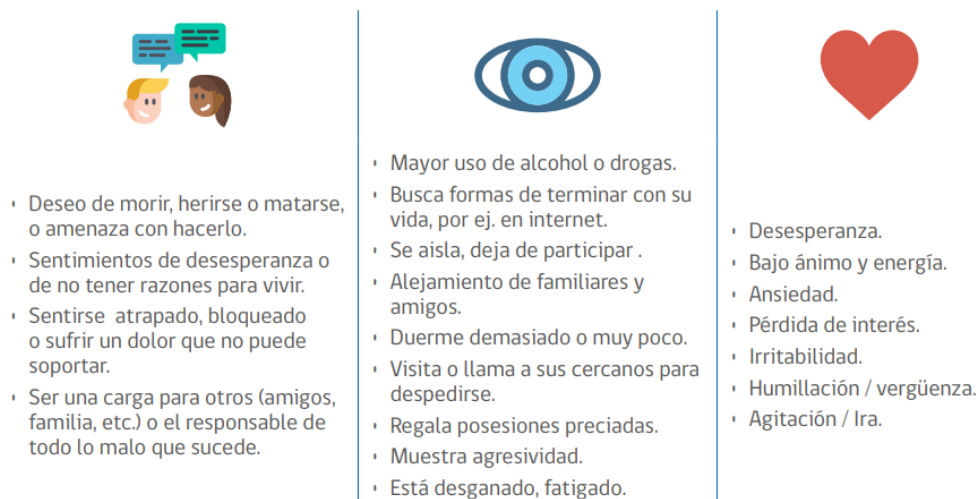 · Deseo de morir, herirse o matarse,
o amenaza con hacerlo.
· Sentimientos de desesperanza o
de no tener razones para vivir.
· Sentirse atrapado, bloqueado
o sufrir un dolor que no puede
soportar.
· Ser una carga para otros (amigos,
familia, etc.) o el responsable de
todo lo malo que sucede.
· Mayor uso de alcohol o drogas.
· Busca formas de terminar con su
vida, por ej. en internet.
· Se aisla, deja de participar .
· Alejamiento de familiares y
amigos.
· Duerme demasiado o muy poco.
· Visita o llama a sus cercanos para
despedirse.
· Regala posesiones preciadas.
· Muestra agresividad.
· Está desganado, fatigado.
· Desesperanza.
· Bajo ánimo y energía.
· Ansiedad.
· Pérdida de interés.
· Irritabilidad.
· Humillación / vergüenza.
· Agitación / Ira.